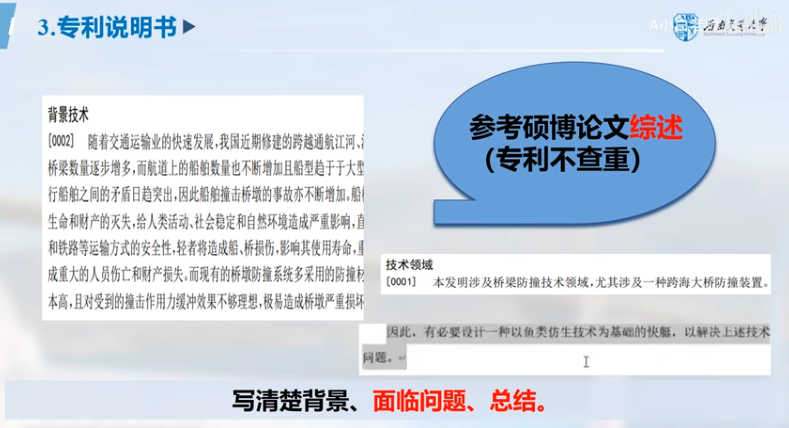 3.专利说明书
背景技术
[0002] 随着交通运输业的快速发展,我国近期修建的跨越通航江河、
桥梁数量逐步增多,而航道上的船舶数量也不断增加且船型趋于于大型
行船舶之间的矛盾日趋突出,因此船舶撞击桥墩的事故亦不断增加。船
生命和财产的灭失,给人类活动、社会稳定和自然环境造成严重影响,直
和铁路等运输方式的安全性,轻者将造成船、桥损伤,影响其使用寿命,重
成重大的人员伤亡和财产损失。而现有的桥墩防撞系统多采用的防撞材
本高,且对受到的撞击作用力缓冲效果不够理想,极易造成桥墩严重损坏
参考硕博论文综述
（专利不查重）
技术领域
[0001] 本发明涉及桥梁防撞技术领域,尤其涉及一种跨海大桥防撞装置。
因此，有必要设计一种以鱼类仿生技术为基础的快艇，以解决上述技术
问题。
写清楚背景、面临问题、总结。